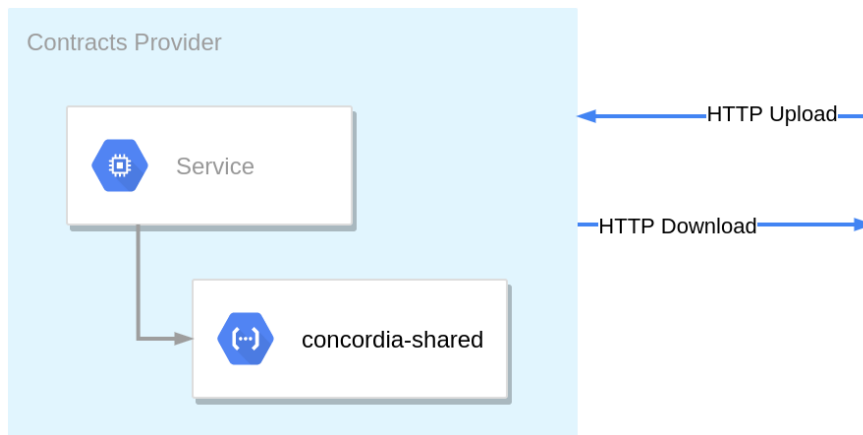 Contracts Provider
HTTP Upload
Service
HTTP Download
concordia-shared